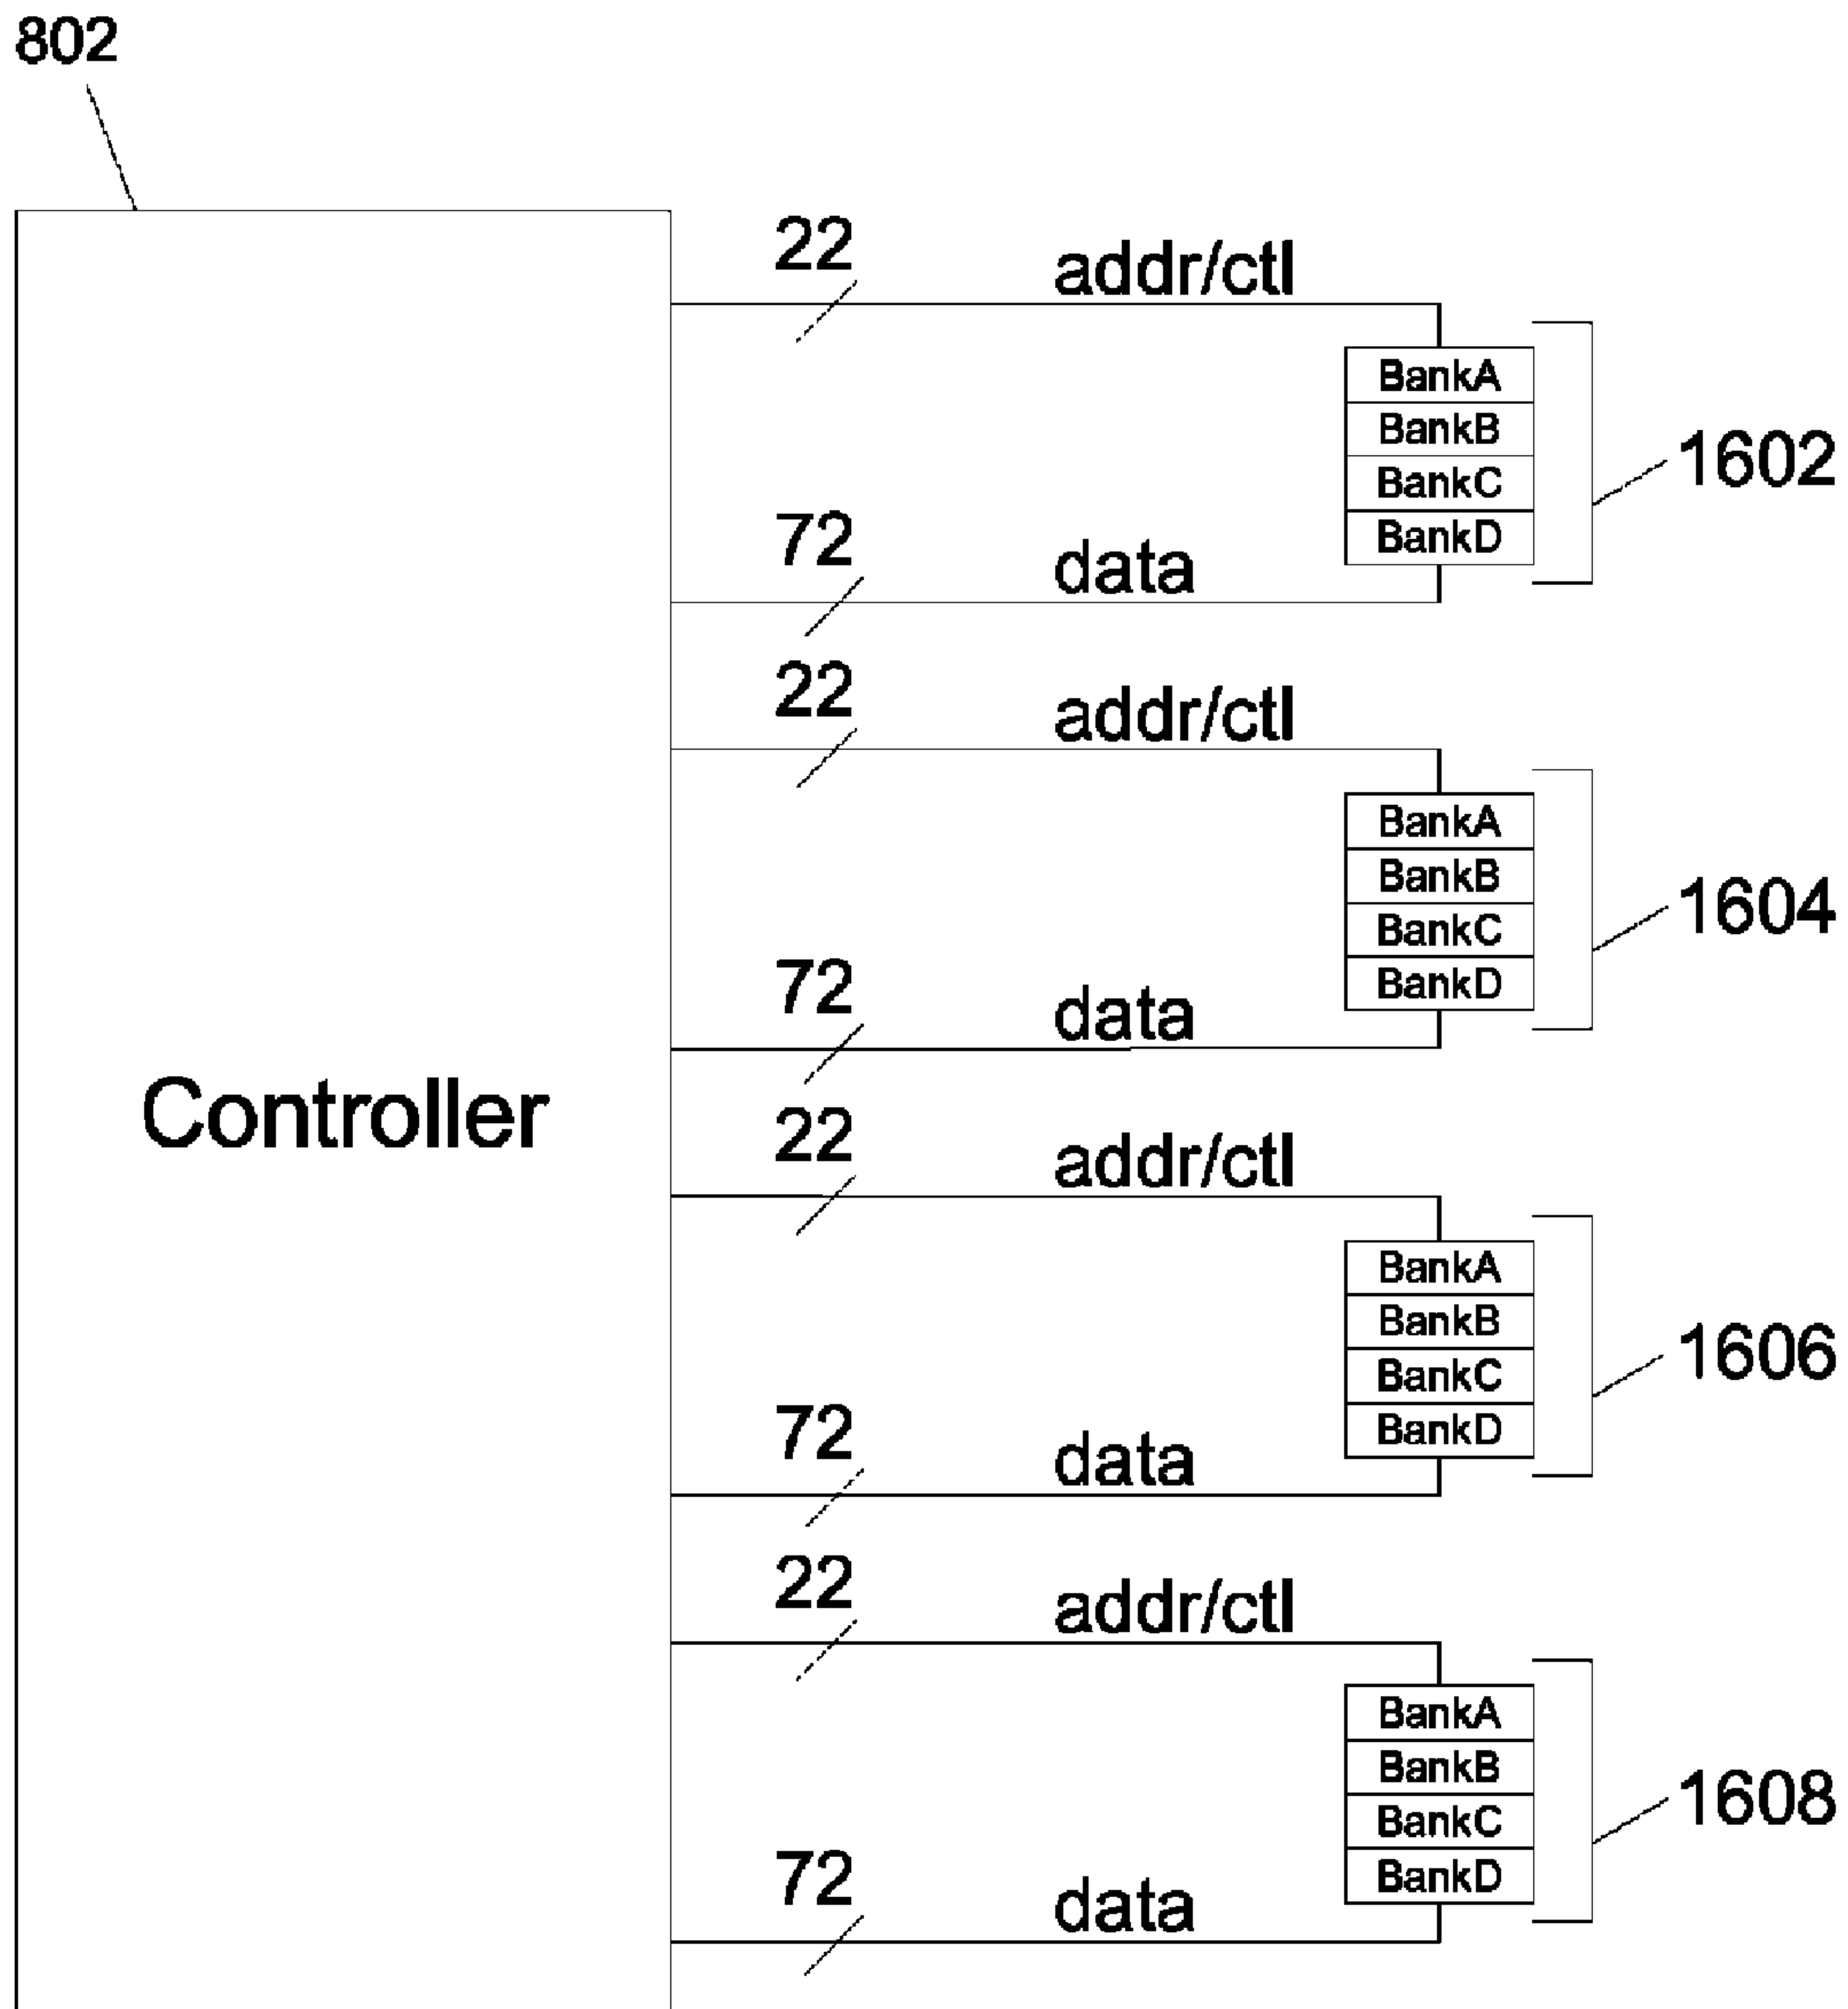 802
22 addr/ctl
BankA
BankB
BankC
BankD
1602
72 data
22 addr/ctl
BankA
BankB
BankC
BankD
1604
72 data
Controller
22 addr/ctl
BankA
BankB
BankC
BankD
1606
72 data
22 addr/ctl
BankA
BankB
BankC
BankD
1608
72 data